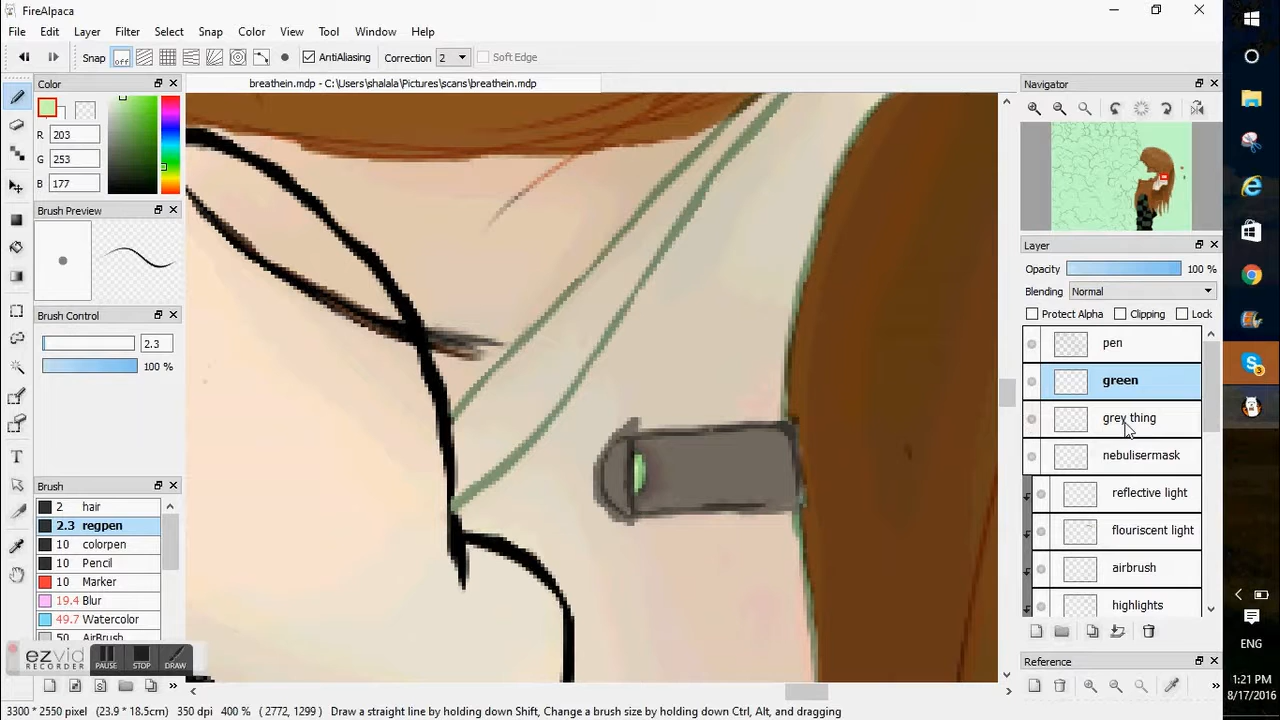 FireAlpaca
File Edit Layer Filter Select Snap Color View Tool Window Help
Snap off AntiAliasing Correction 2 Soft Edge
Color
breathein.mdp - C:\Users\shalala\Pictures\scans\breathein.mdp
Navigator
R 203
G 253
B 177
Brush Preview
Layer
Opacity 100 %
Blending Normal
Protect Alpha Clipping Lock
Brush Control
2.3
100 %
pen
green
grey thing
nebulisermask
reflective light
flouriscent light
airbrush
highlights
Brush
2 hair
2.3 regpen
10 colorpen
10 Pencil
10 Marker
19.4 Blur
49.7 Watercolor
50 AirBrush
ezvid
RECORDER
PAUSE STOP DRAW
Reference
ENG
1:21 PM
8/17/2016
3300 * 2550 pixel (23.9 * 18.5cm) 350 dpi 400 % ( 2772, 1299 ) Draw a straight line by holding down Shift, Change a brush size by holding down Ctrl, Alt, and dragging